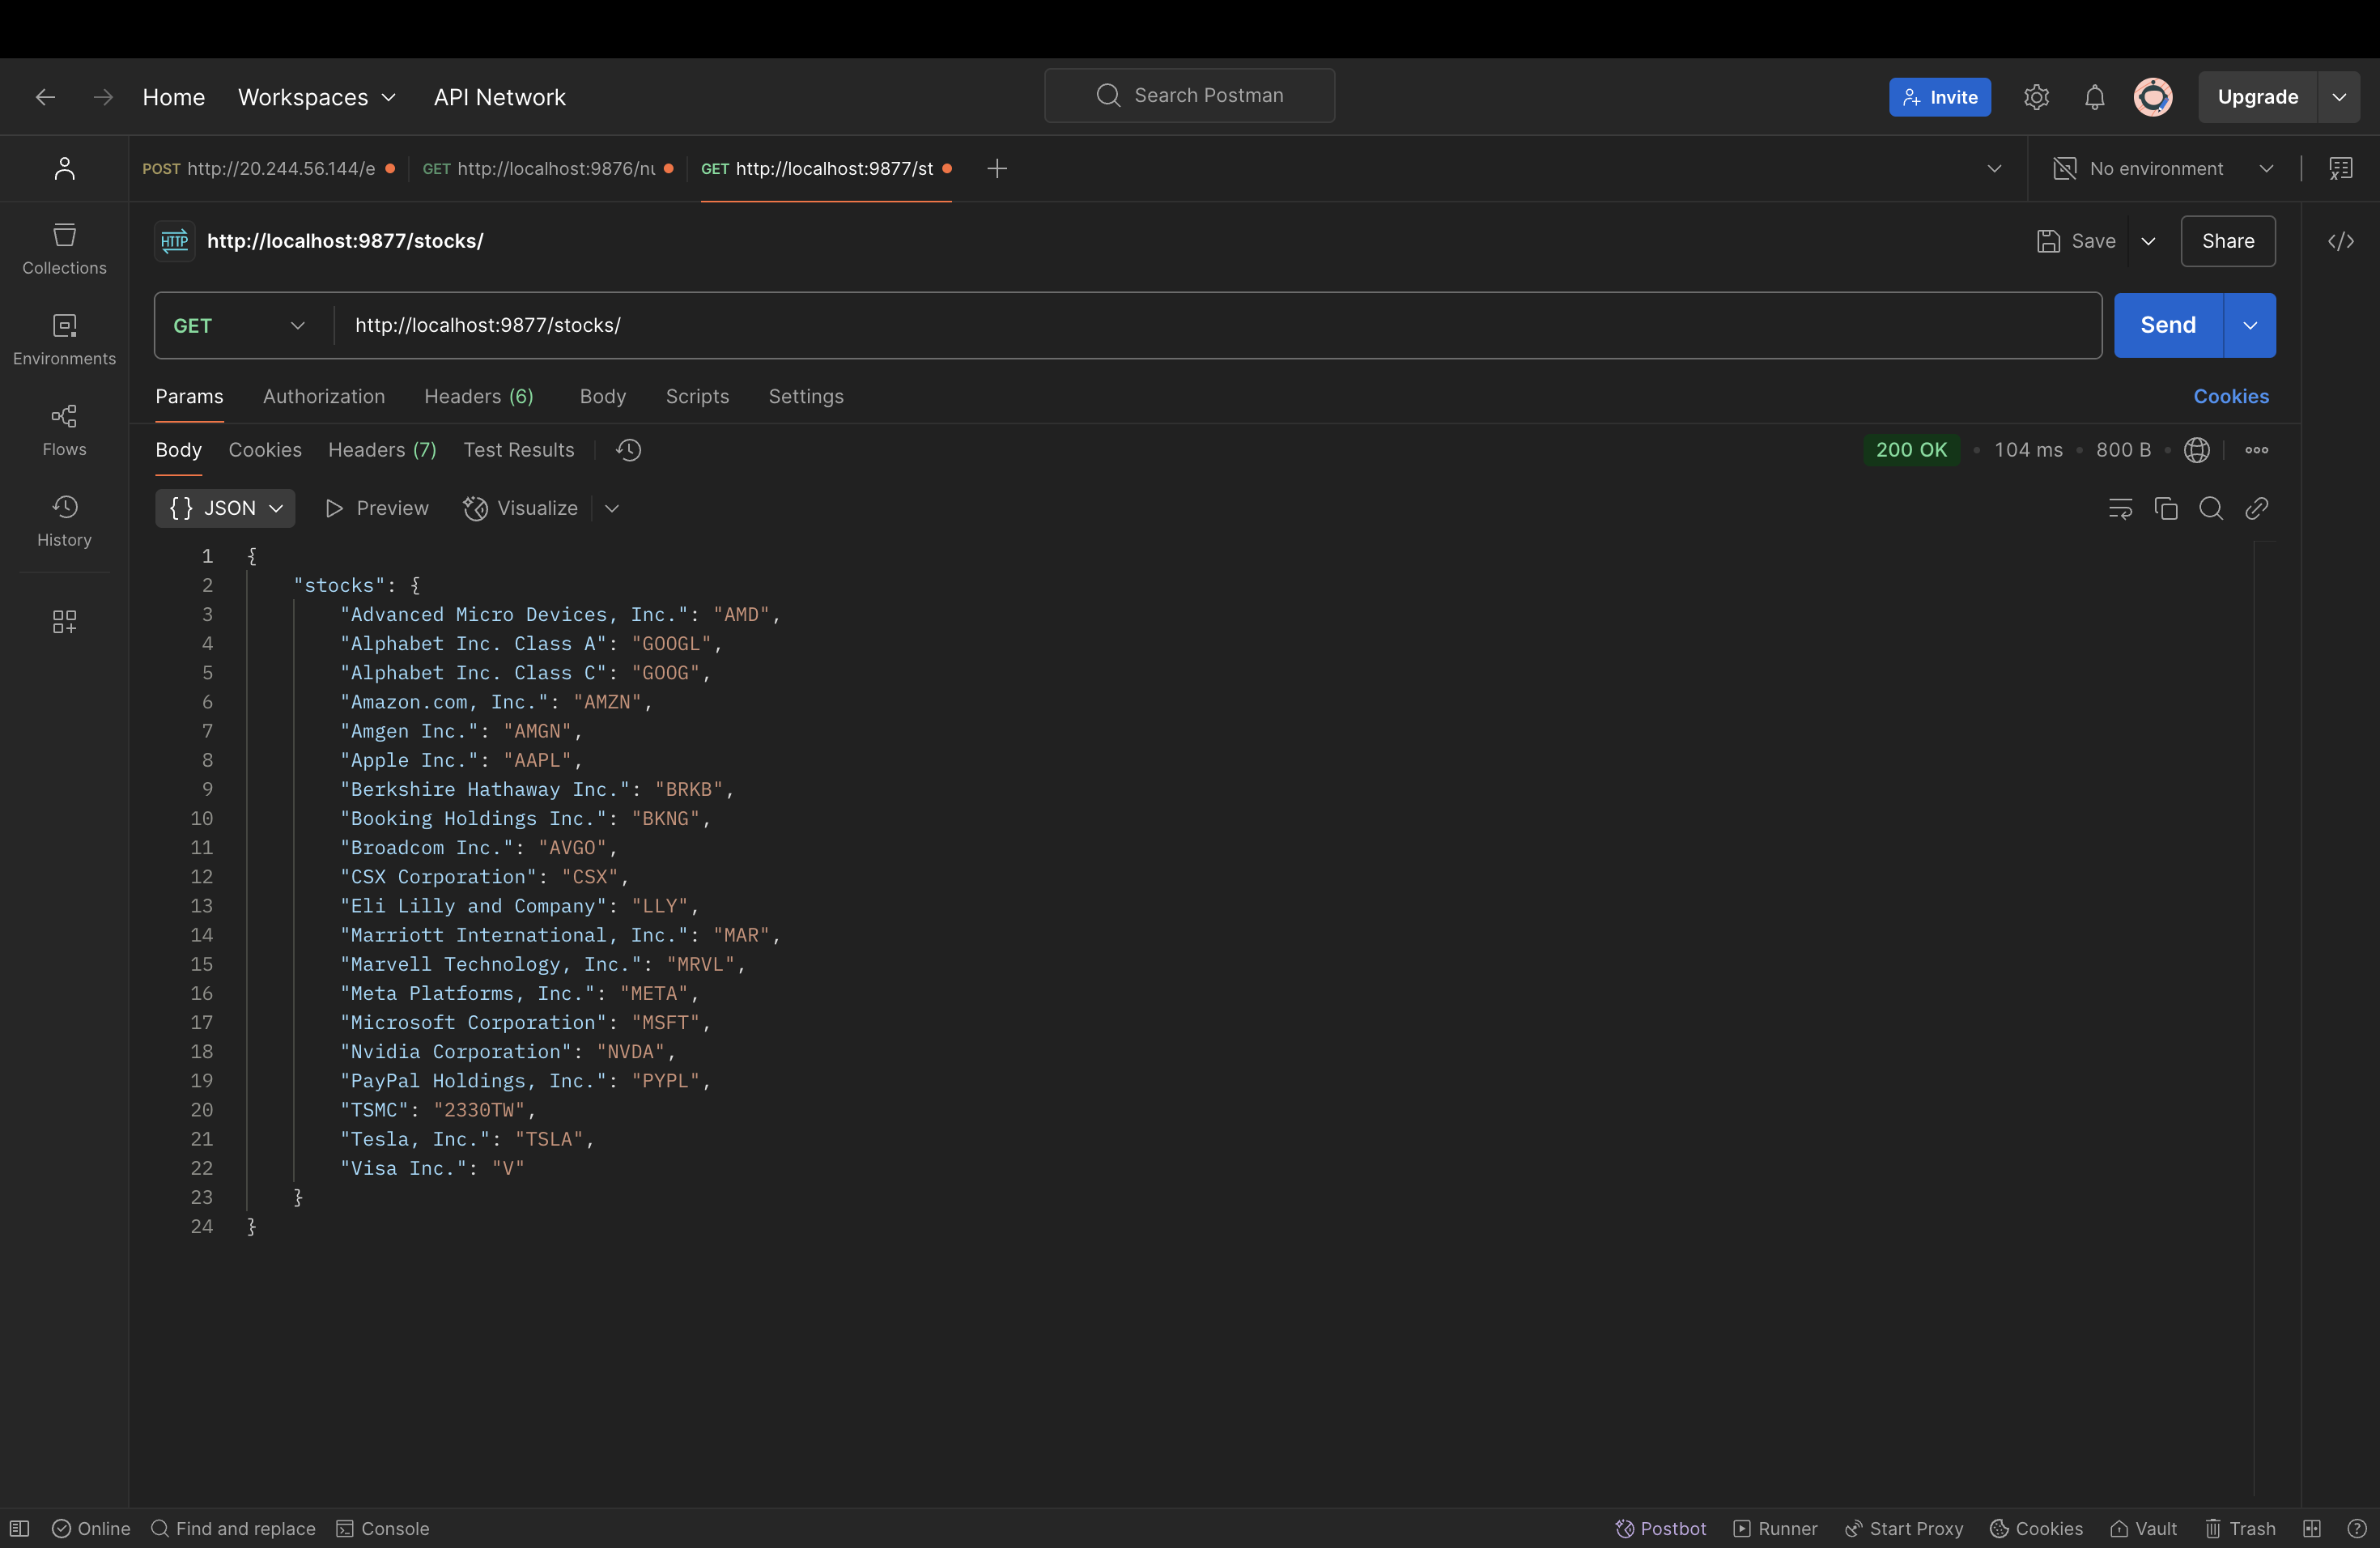 Home Workspaces API Network Search Postman Invite Upgrade
POST http://20.244.56.144/e GET http://localhost:9876/nu GET http://localhost:9877/st No environment
HTTP http://localhost:9877/stocks/ Save Share
Collections
GET http://localhost:9877/stocks/ Send
Environments
Params Authorization Headers (6) Body Scripts Settings Cookies
Flows
Body Cookies Headers (7) Test Results 200 OK • 104 ms • 800 B •
{} JSON Preview Visualize
History
1 {
2 "stocks": {
3 "Advanced Micro Devices, Inc.": "AMD",
4 "Alphabet Inc. Class A": "GOOGL",
5 "Alphabet Inc. Class C": "GOOG",
6 "Amazon.com, Inc.": "AMZN",
7 "Amgen Inc.": "AMGN",
8 "Apple Inc.": "AAPL",
9 "Berkshire Hathaway Inc.": "BRKB",
10 "Booking Holdings Inc.": "BKNG",
11 "Broadcom Inc.": "AVGO",
12 "CSX Corporation": "CSX",
13 "Eli Lilly and Company": "LLY",
14 "Marriott International, Inc.": "MAR",
15 "Marvell Technology, Inc.": "MRVL",
16 "Meta Platforms, Inc.": "META",
17 "Microsoft Corporation": "MSFT",
18 "Nvidia Corporation": "NVDA",
19 "PayPal Holdings, Inc.": "PYPL",
20 "TSMC": "2330TW",
21 "Tesla, Inc.": "TSLA",
22 "Visa Inc.": "V"
23 }
24 }
Online Find and replace Console Postbot Runner Start Proxy Cookies Vault Trash